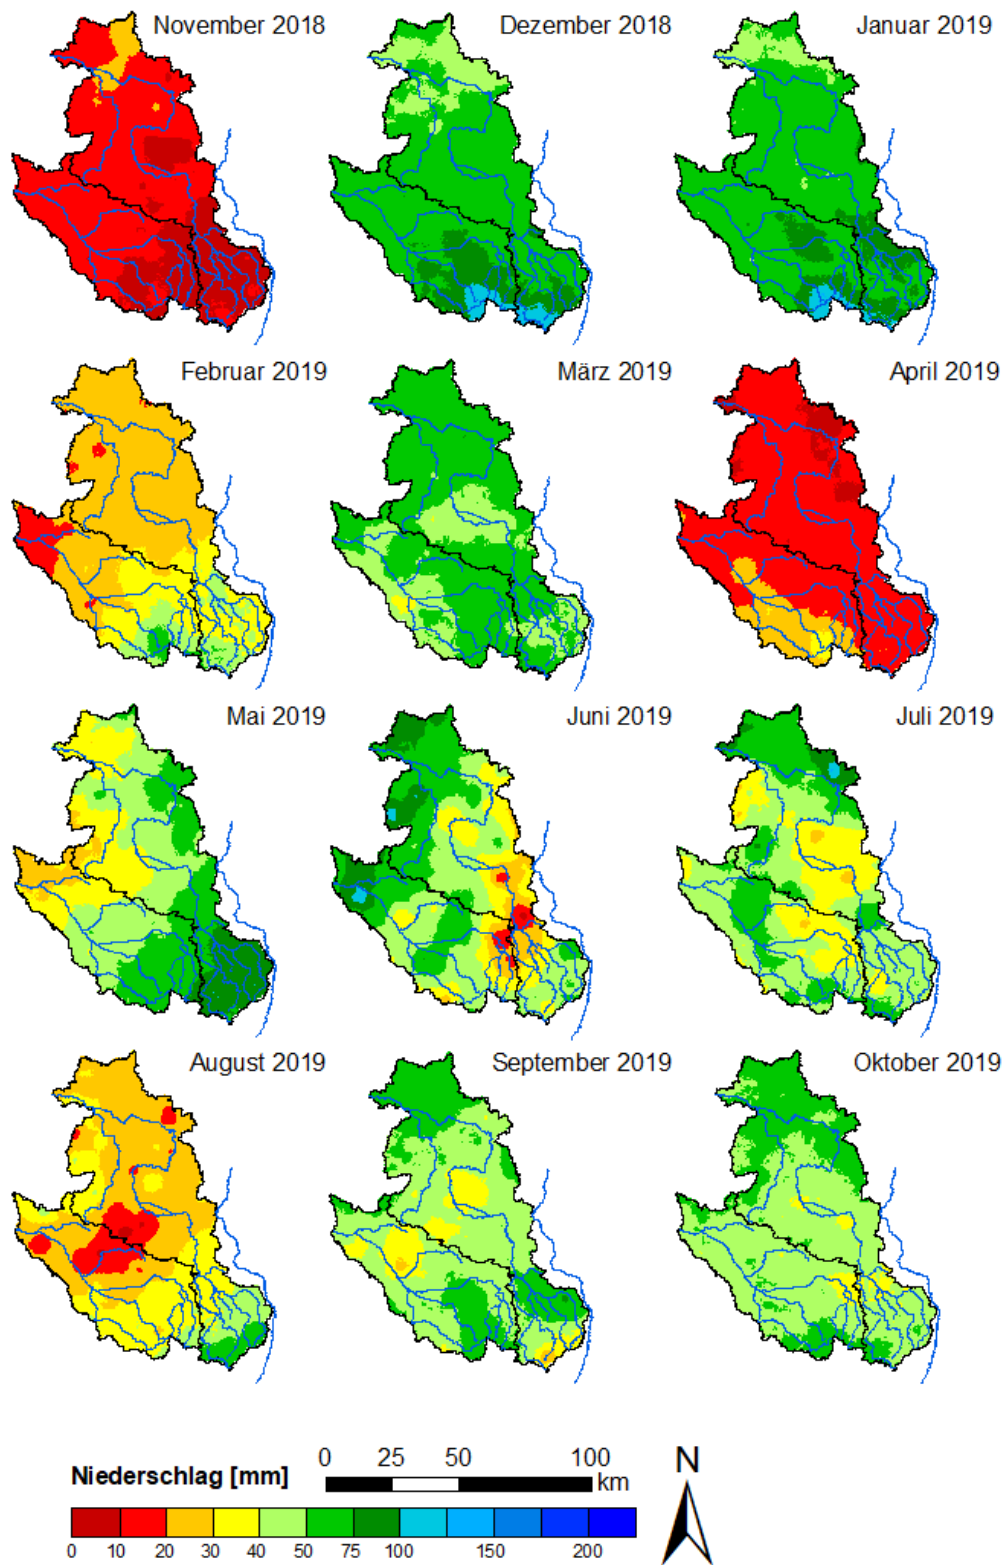 November 2018
Dezember 2018
Januar 2019
Februar 2019
März 2019
April 2019
Mai 2019
Juni 2019
Juli 2019
August 2019
September 2019
Oktober 2019
Niederschlag [mm]
0 25 50 100
km
N
0 10 20 30 40 50 75 100 150 200